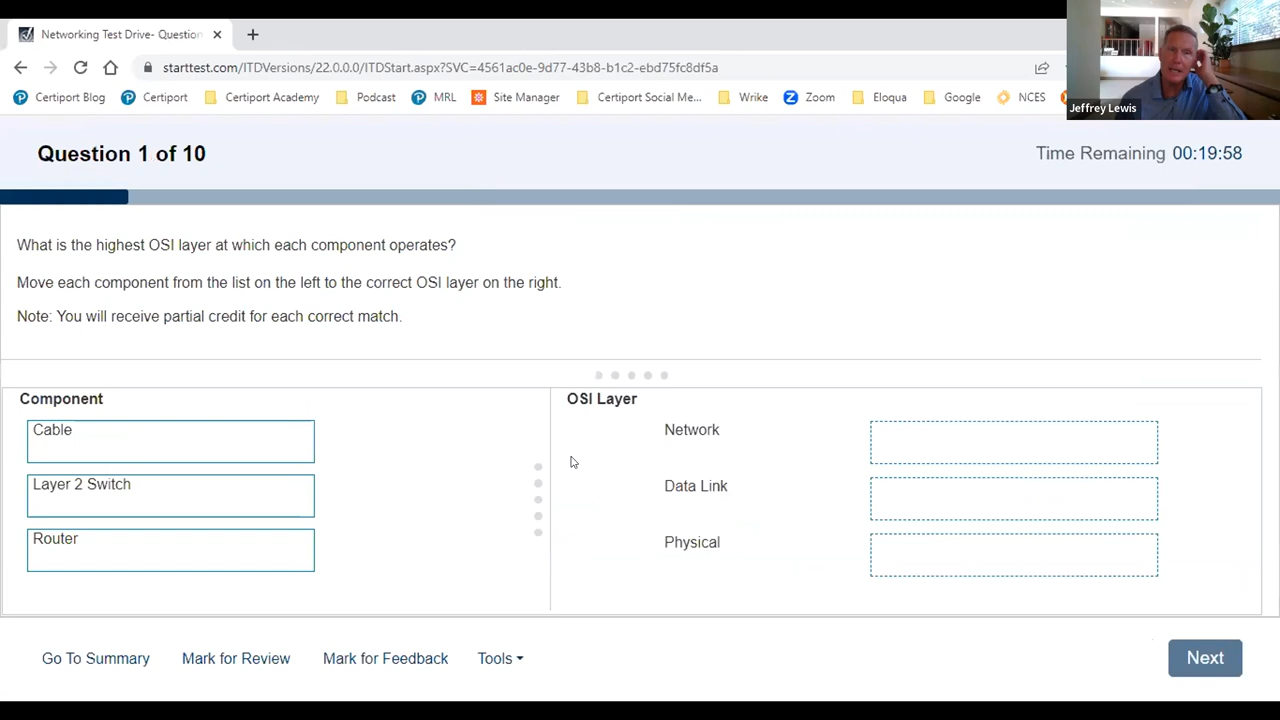 Networking Test Drive- Question
starttest.com/ITDVersions/22.0.0.0/ITDStart.aspx?SVC=4561ac0e-9d77-43b8-b1c2-ebd75fc8df5a
Certiport Blog Certiport Certiport Academy Podcast MRL Site Manager Certiport Social Me... Wrike Zoom Eloqua Google NCES
Jeffrey Lewis
Question 1 of 10
Time Remaining 00:19:58
What is the highest OSI layer at which each component operates?
Move each component from the list on the left to the correct OSI layer on the right.
Note: You will receive partial credit for each correct match.
Component
Cable
Layer 2 Switch
Router
OSI Layer
Network
Data Link
Physical
Go To Summary Mark for Review Mark for Feedback Tools
Next